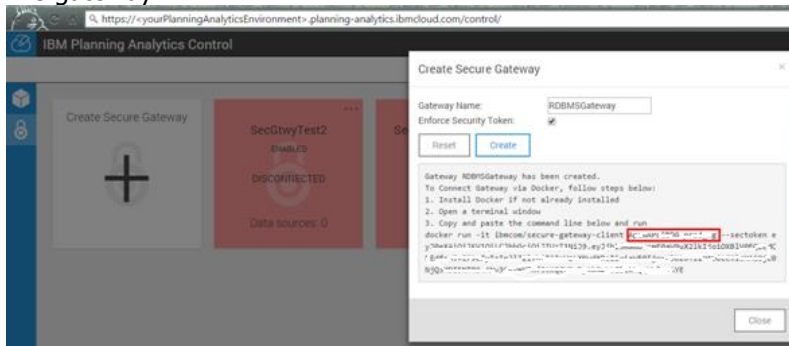 https://<yourPlanningAnalyticsEnvironment>.planning-analytics.ibmcloud.com/control/
IBM Planning Analytics Control
Create Secure Gateway
SecGtwyTest2
ENABLED
DISCONNECTED
Data sources: 0
Se
Create Secure Gateway
Gateway Name: RDBMSGateway
Enforce Security Token:
Reset Create
Gateway RDBMSGateway has been created.
To Connect Gateway via Docker, follow steps below:
1. Install Docker if not already installed
2. Open a terminal window
3. Copy and paste the command line below and run
docker run -it ibmcom/secure-gateway-client --sectoken e
Close